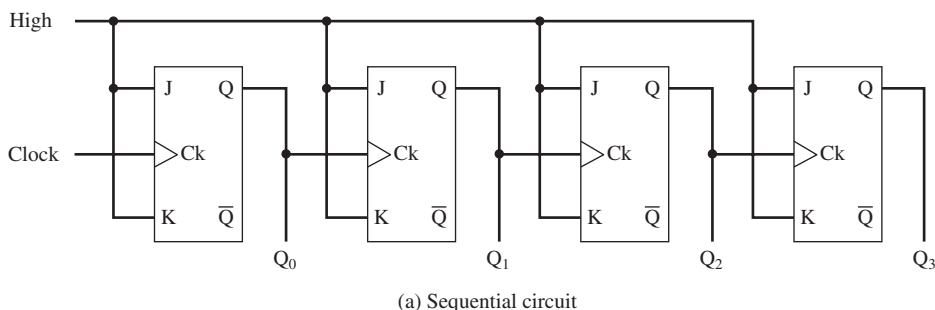 High
J Q J Q J Q J Q
Clock Ck Ck Ck Ck
K Q̅ K Q̅ K Q̅ K Q̅
Q₀ Q₁ Q₂ Q₃
(a) Sequential circuit